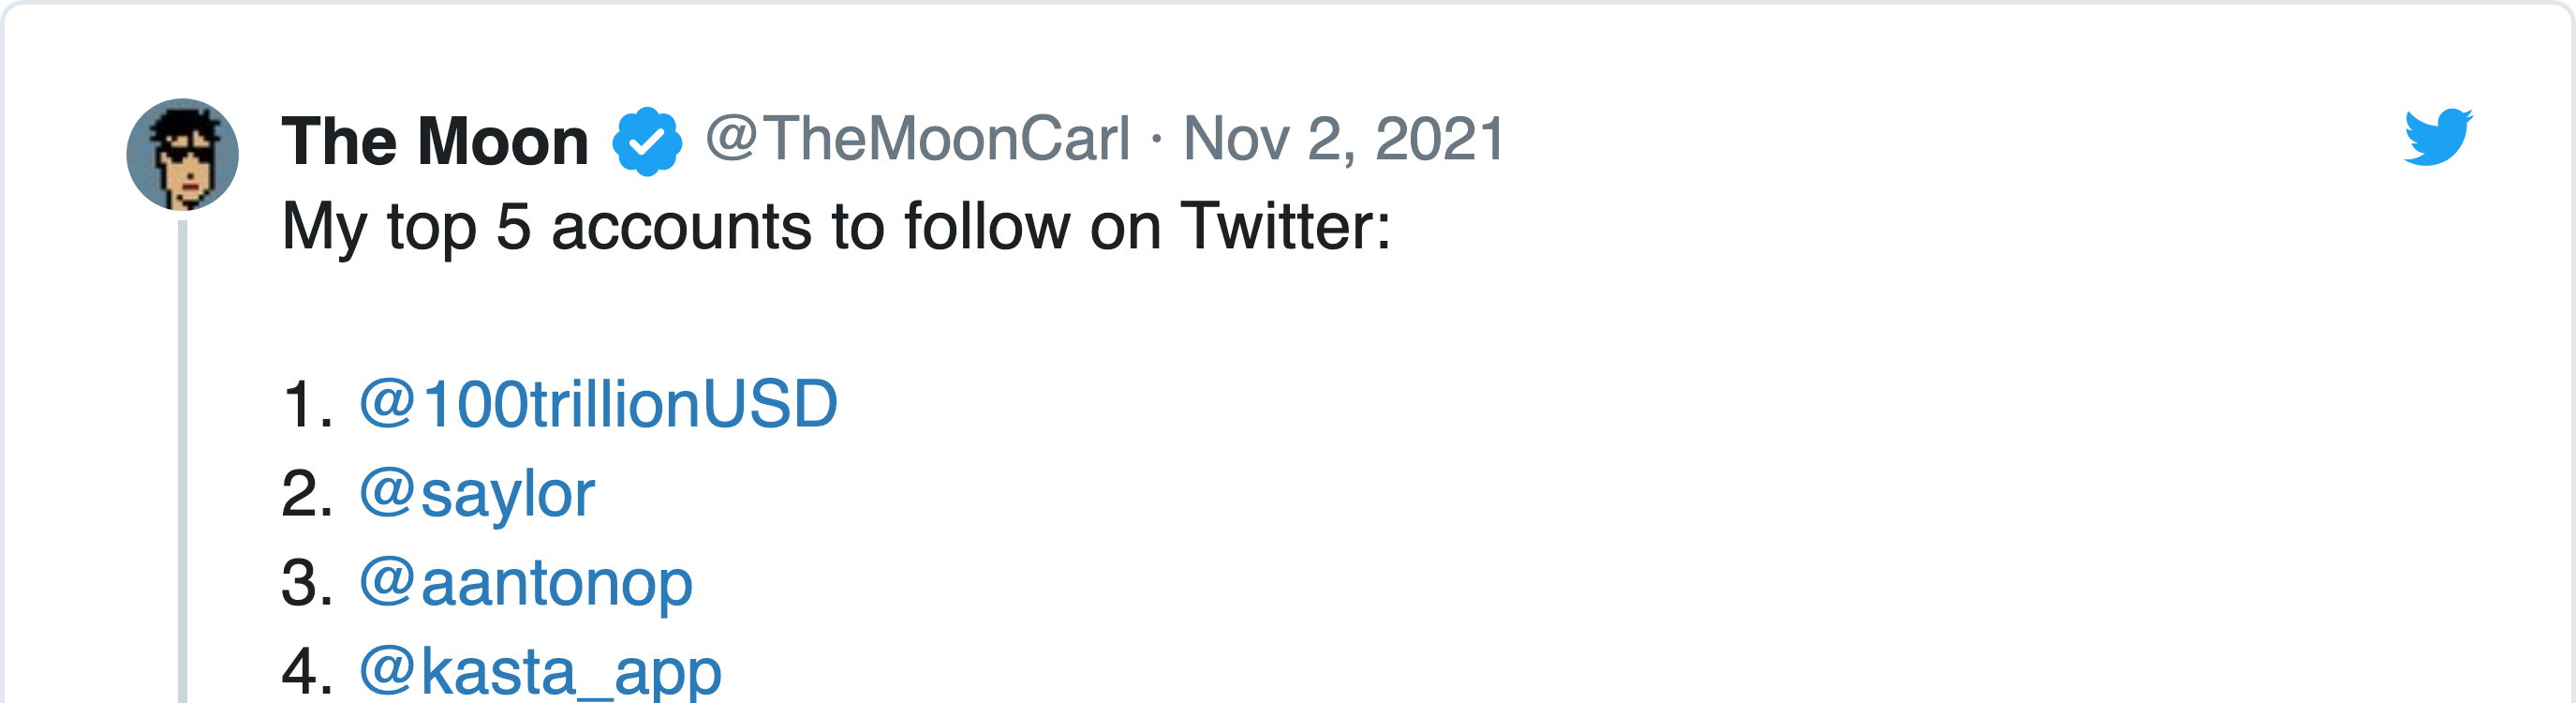 The Moon @TheMoonCarl · Nov 2, 2021
My top 5 accounts to follow on Twitter:
1. @100trillionUSD
2. @saylor
3. @aantonop
4. @kasta_app